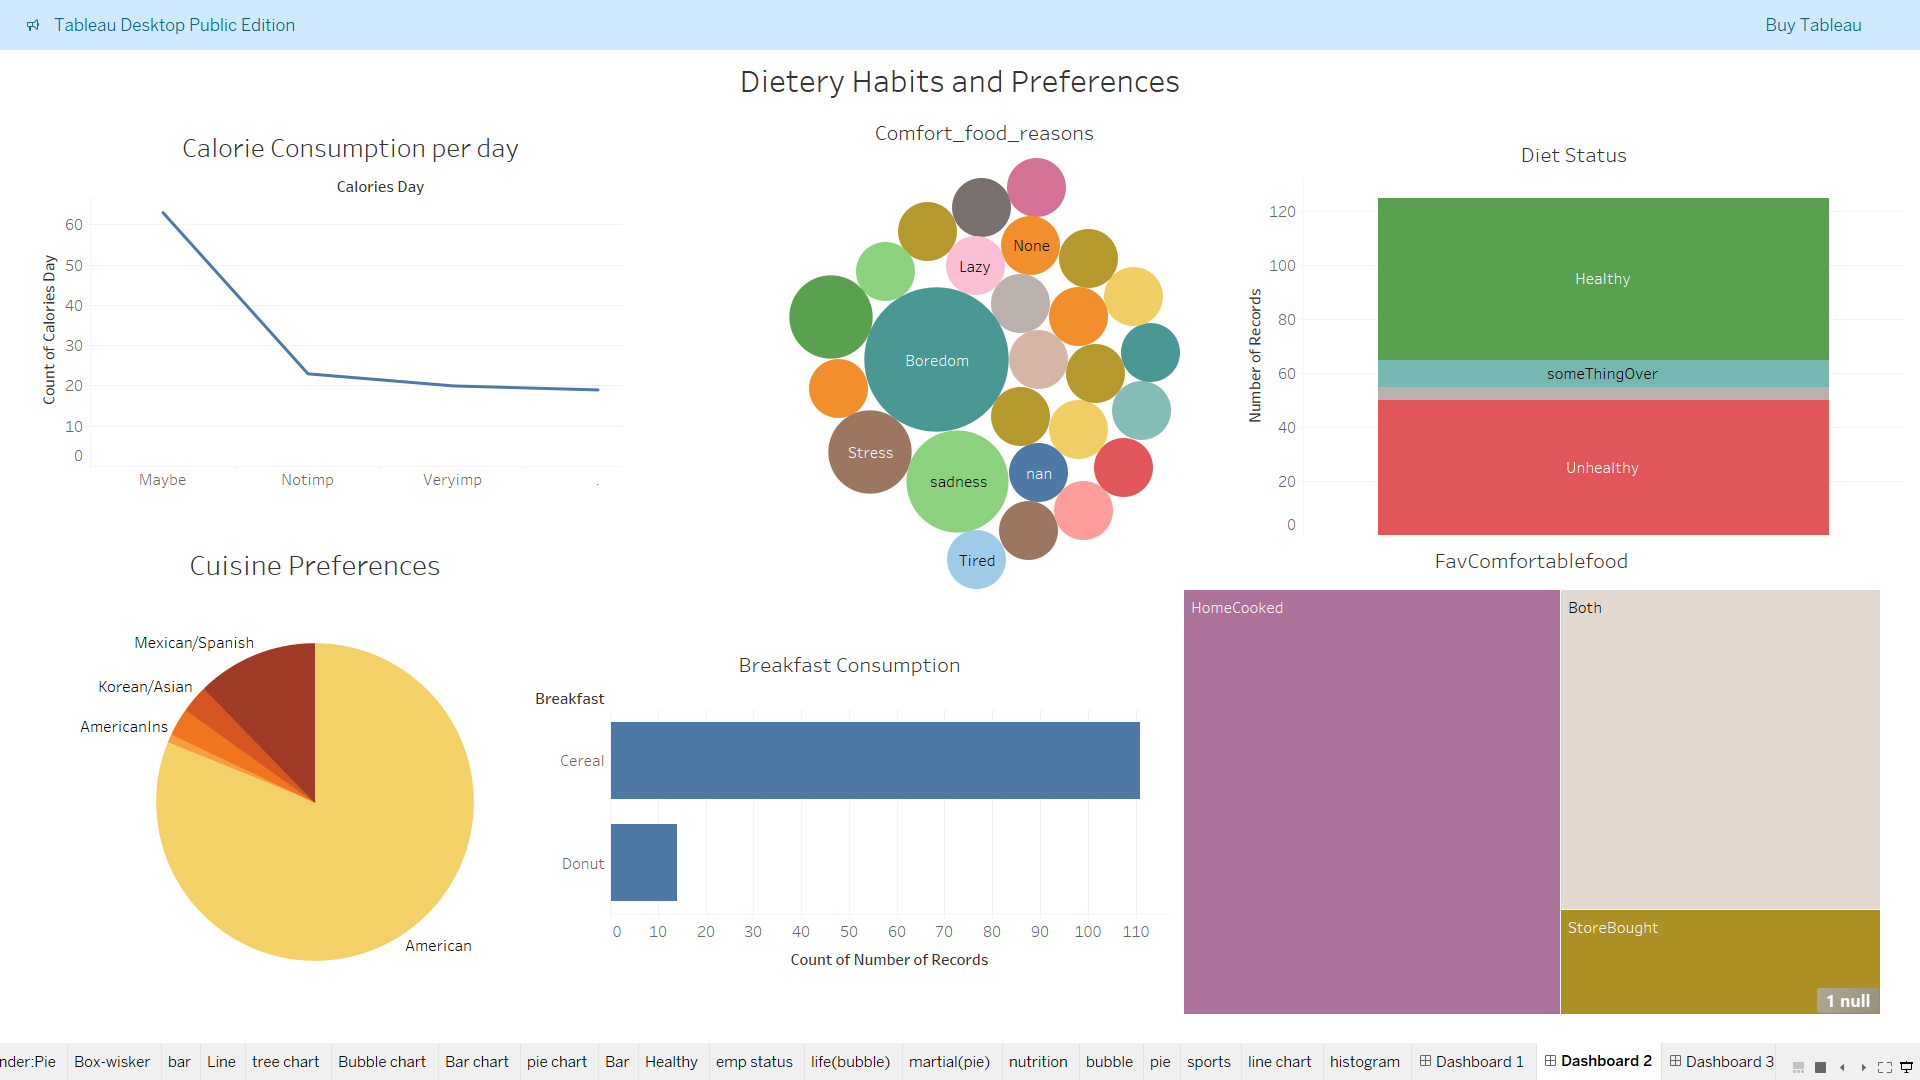 Tableau Desktop Public Edition
Buy Tableau
Dietery Habits and Preferences
Calorie Consumption per day
Calories Day
Count of Calories Day
60
50
40
30
20
10
0
Maybe
Notimp
Veryimp
.
Comfort_food_reasons
None
Lazy
Boredom
Stress
nan
sadness
Tired
Diet Status
Number of Records
120
100
80
60
40
20
0
Healthy
someThingOver
Unhealthy
Cuisine Preferences
Mexican/Spanish
Korean/Asian
AmericanIns
American
Breakfast Consumption
Breakfast
Cereal
Donut
0 10 20 30 40 50 60 70 80 90 100 110
Count of Number of Records
FavComfortablefood
HomeCooked
Both
StoreBought
1 null
nder:Pie Box-wisker bar Line tree chart Bubble chart Bar chart pie chart Bar Healthy emp status life(bubble) martial(pie) nutrition bubble pie sports line chart histogram Dashboard 1 Dashboard 2 Dashboard 3